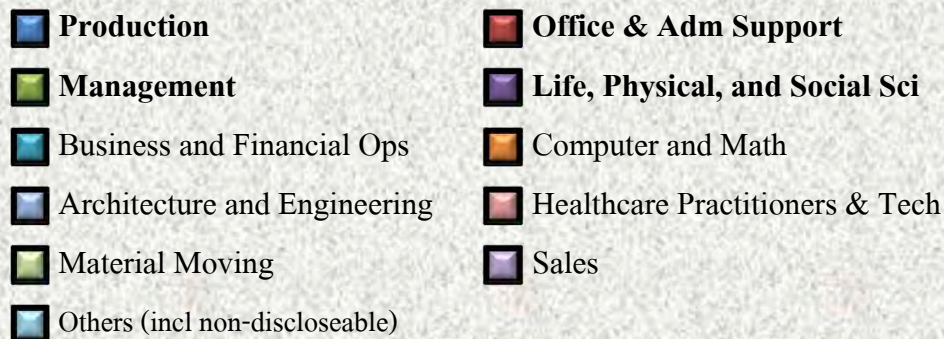 Production
Office & Adm Support
Management
Life, Physical, and Social Sci
Business and Financial Ops
Computer and Math
Architecture and Engineering
Healthcare Practitioners & Tech
Material Moving
Sales
Others (incl non-discloseable)